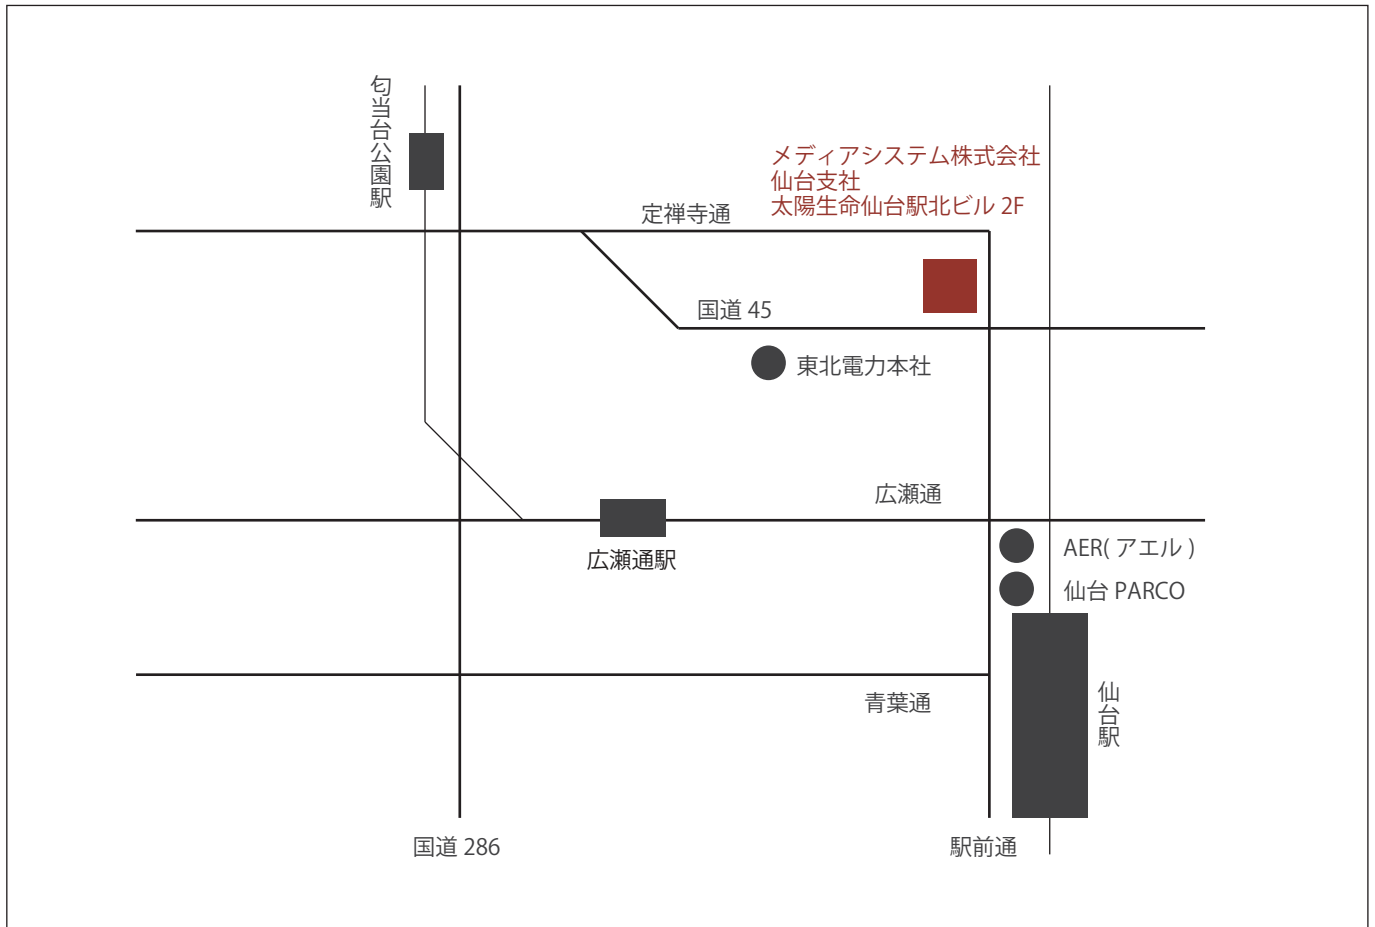 匂当台公園駅
メディアシステム株式会社
仙台支社
太陽生命仙台駅北ビル 2F
定禅寺通
国道 45
東北電力本社
広瀬通
広瀬通駅
AER( アエル )
仙台 PARCO
仙台駅
青葉通
国道 286
駅前通